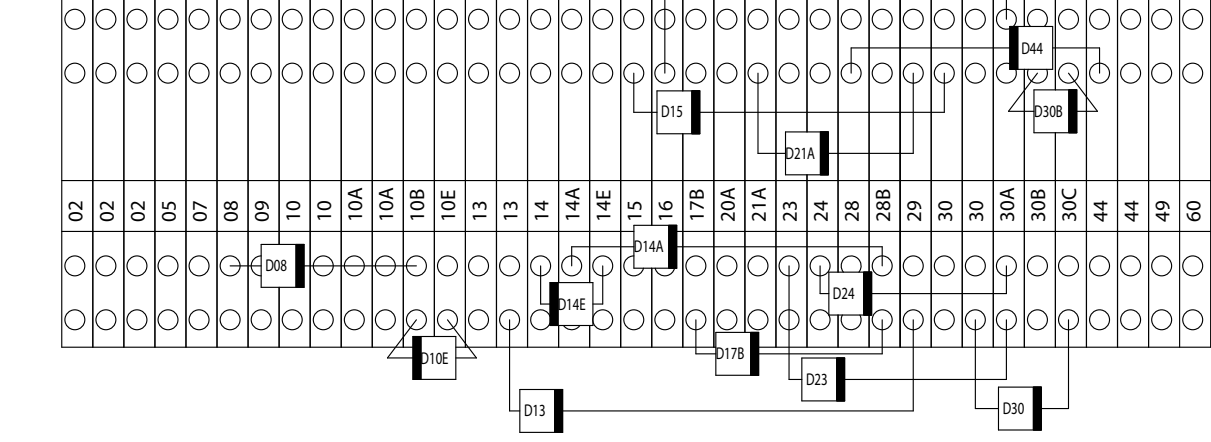 D44
D15
D30B
D21A
02 02 02 05 07 08 09 10 10 10A 10A 10B 10E 13 13 14 14A 14E 15 16 17B 20A 21A 23 24 28 28B 29 30 30 30A 30B 30C 44 44 49 60
D14A
D08
D24
D14E
D10E
D17B
D23
D13
D30